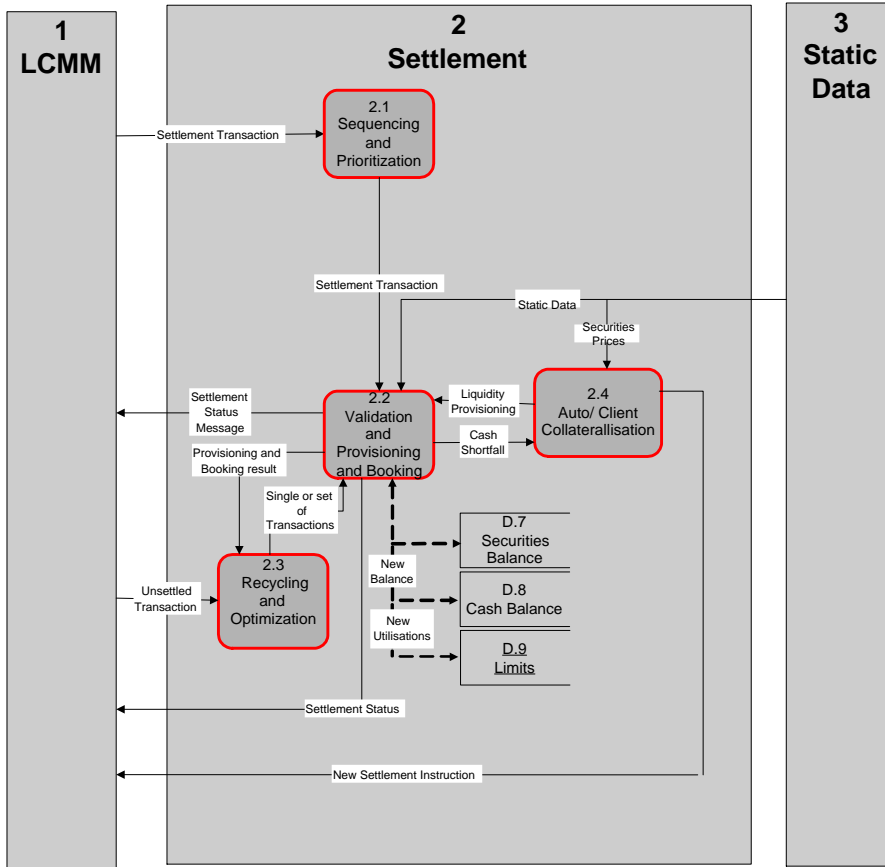 1
LCMM
2
Settlement
3
Static
Data
2.1
Sequencing
and
Prioritization
Settlement Transaction
Settlement Transaction
Static Data
Securities
Prices
2.2
Validation
and
Provisioning
and Booking
Liquidity
Provisioning
Cash
Shortfall
2.4
Auto/ Client
Collaterallisation
Settlement
Status
Message
Provisioning and
Booking result
Single or set
of
Transactions
2.3
Recycling
and
Optimization
Unsettled
Transaction
New
Balance
New
Utilisations
D.7
Securities
Balance
D.8
Cash Balance
D.9
Limits
Settlement Status
New Settlement Instruction